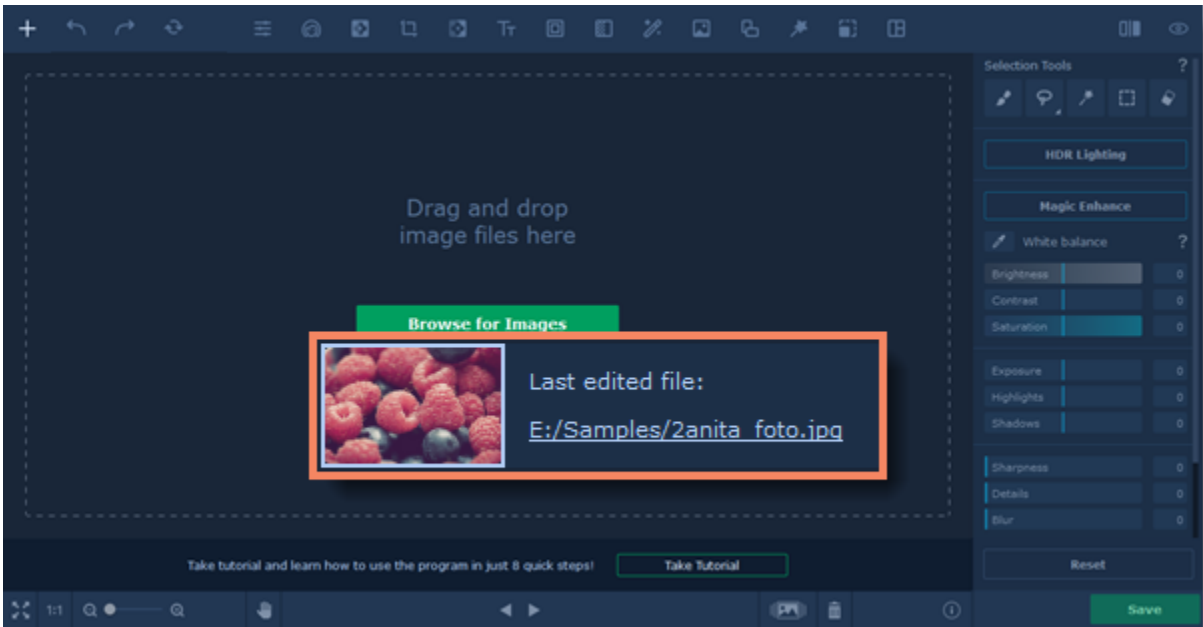 Tт
Selection Tools ?
HDR Lighting
Magic Enhance
White balance ?
Brightness 0
Contrast 0
Saturation 0
Exposure 0
Highlights 0
Shadows 0
Sharpness 0
Details 0
Blur 0
Reset
Save
Drag and drop
image files here
Browse for Images
Last edited file:
E:/Samples/2anita_foto.jpg
Take tutorial and learn how to use the program in just 8 quick steps! Take Tutorial
1:1